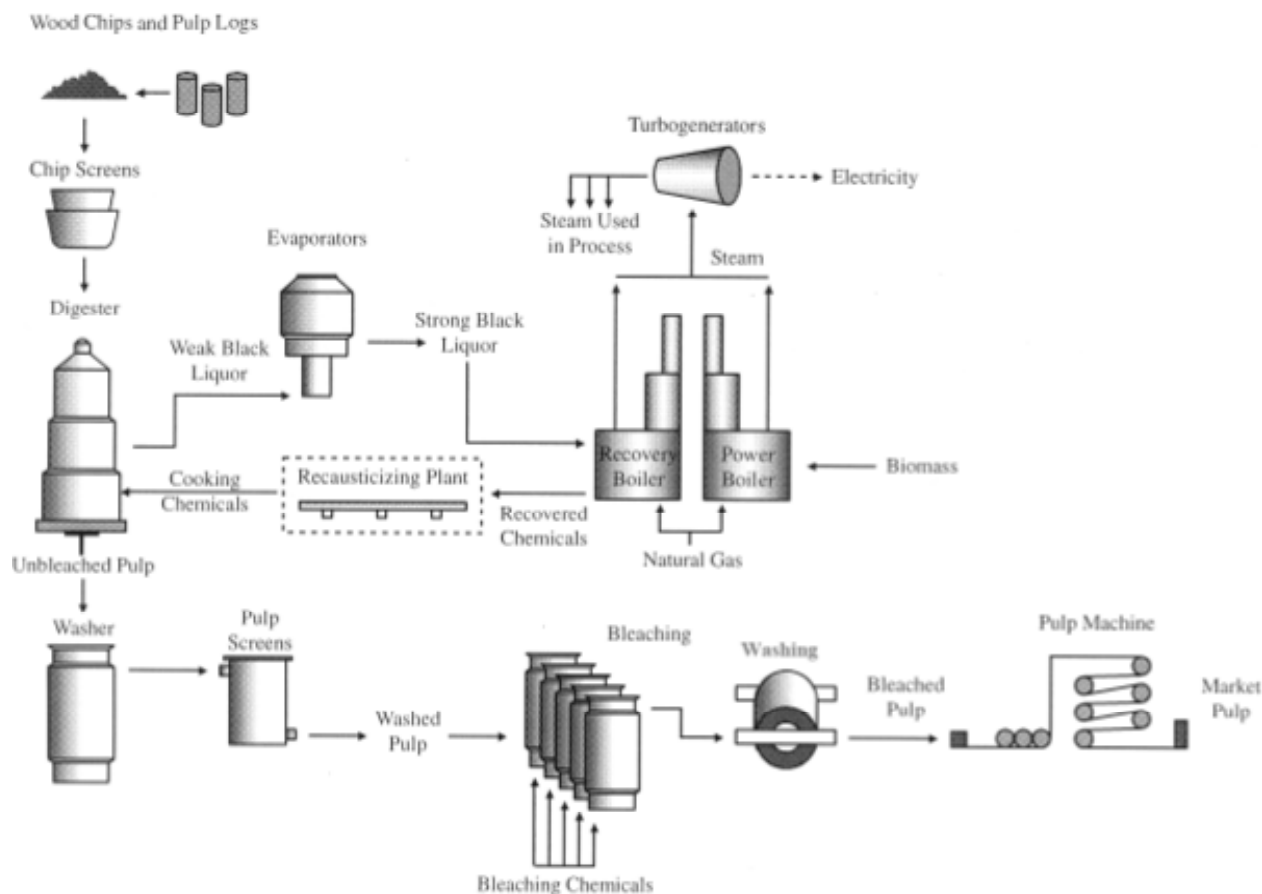 Wood Chips and Pulp Logs
Turbogenerators
Chip Screens
Electricity
Steam Used
in Process
Evaporators
Steam
Digester
Strong Black
Liquor
Weak Black
Liquor
Recovery
Boiler
Power
Boiler
Biomass
Cooking
Chemicals
Recausticizing Plant
Recovered
Chemicals
Natural Gas
Unbleached Pulp
Washer
Pulp
Screens
Bleaching
Washing
Pulp Machine
Bleached
Pulp
Market
Pulp
Washed
Pulp
Bleaching Chemicals